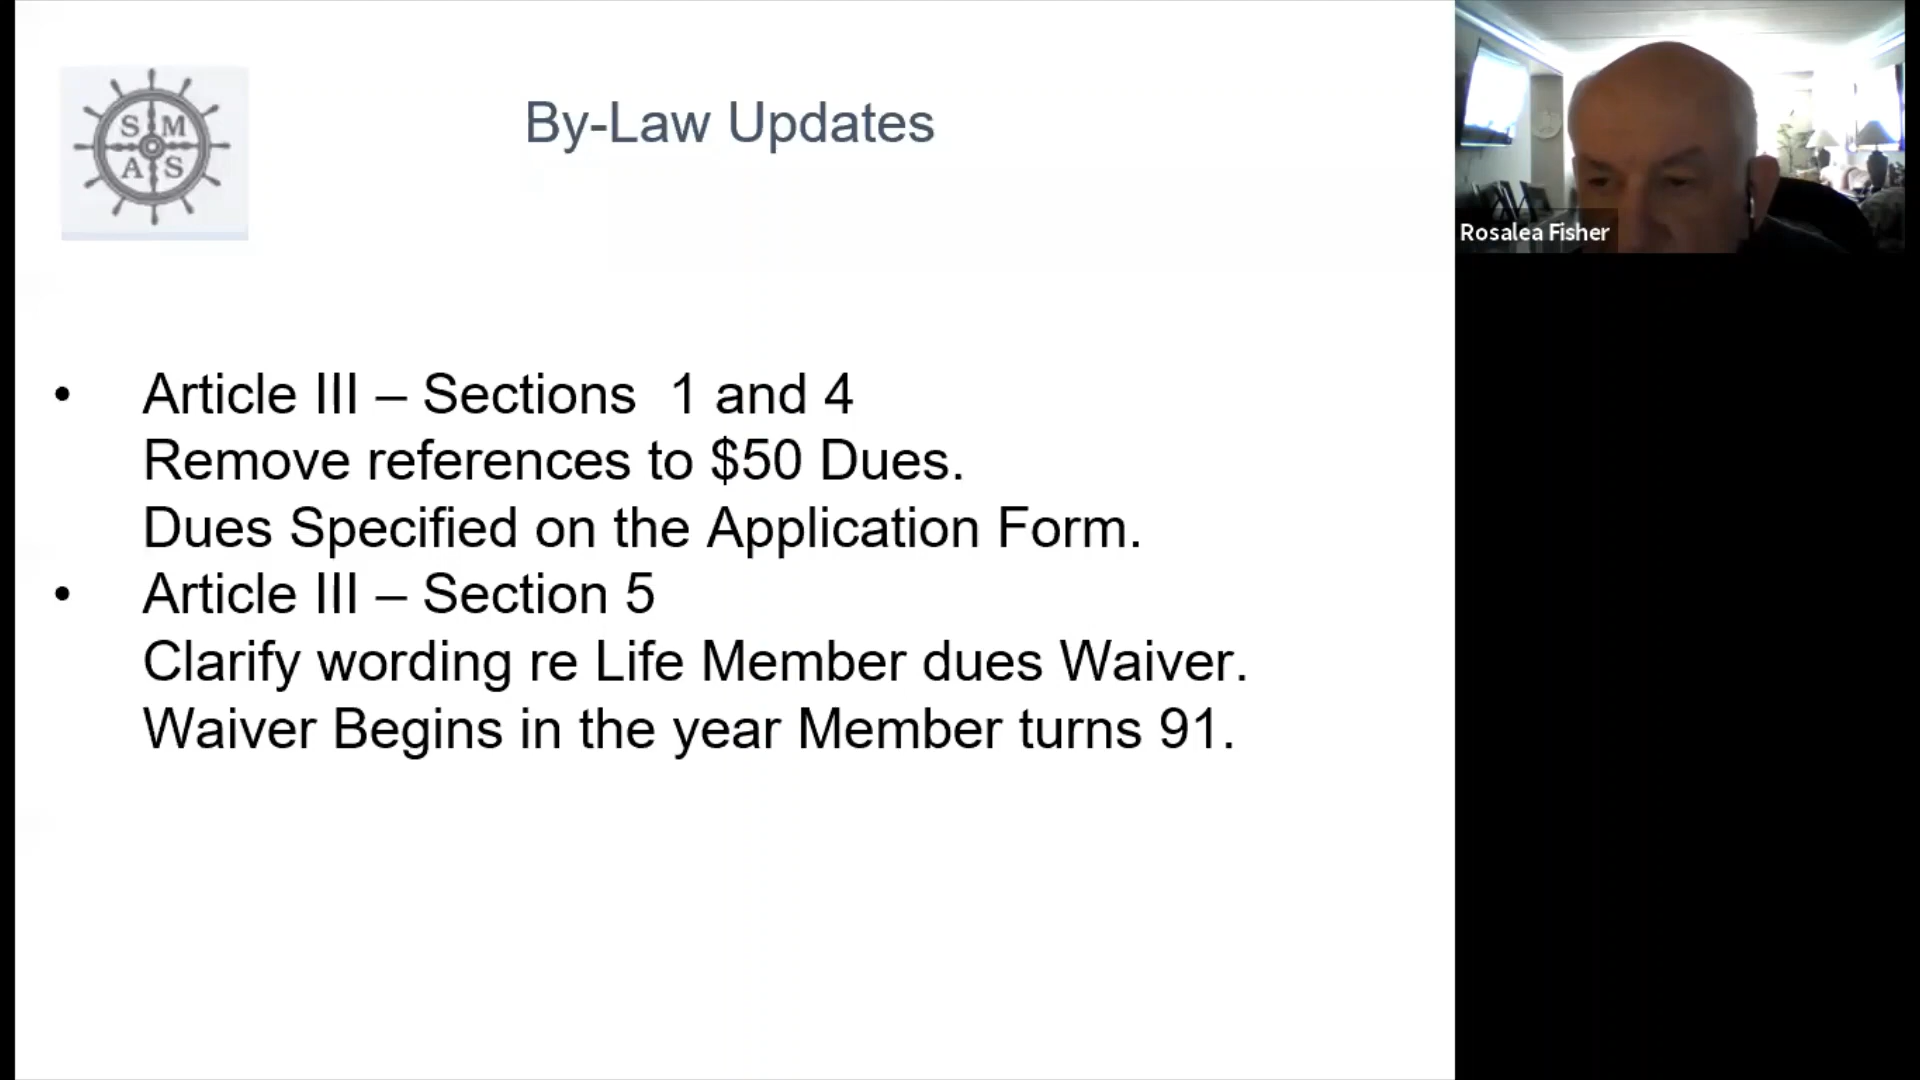 S M
A S
By-Law Updates
Rosalea Fisher
• Article III – Sections  1 and 4
Remove references to $50 Dues.
Dues Specified on the Application Form.
• Article III – Section 5
Clarify wording re Life Member dues Waiver.
Waiver Begins in the year Member turns 91.